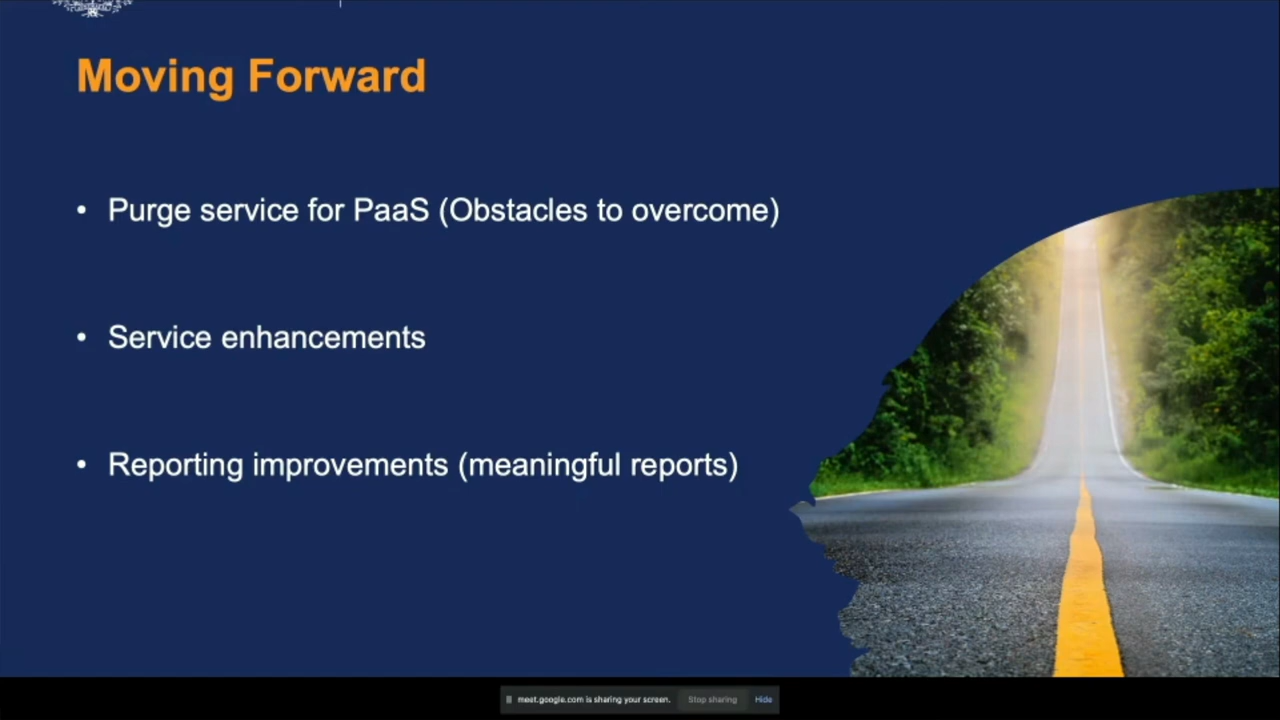 Moving Forward
• Purge service for PaaS (Obstacles to overcome)
• Service enhancements
• Reporting improvements (meaningful reports)
meet.google.com is sharing your screen. Stop sharing Hide